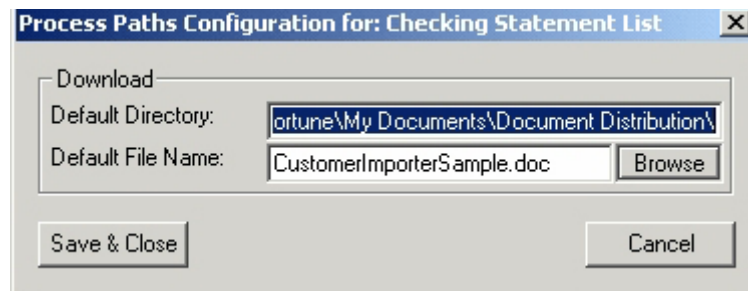 Process Paths Configuration for: Checking Statement List
Download
Default Directory: ortune\My Documents\Document Distribution\
Default File Name: CustomerImporterSample.doc Browse
Save & Close Cancel